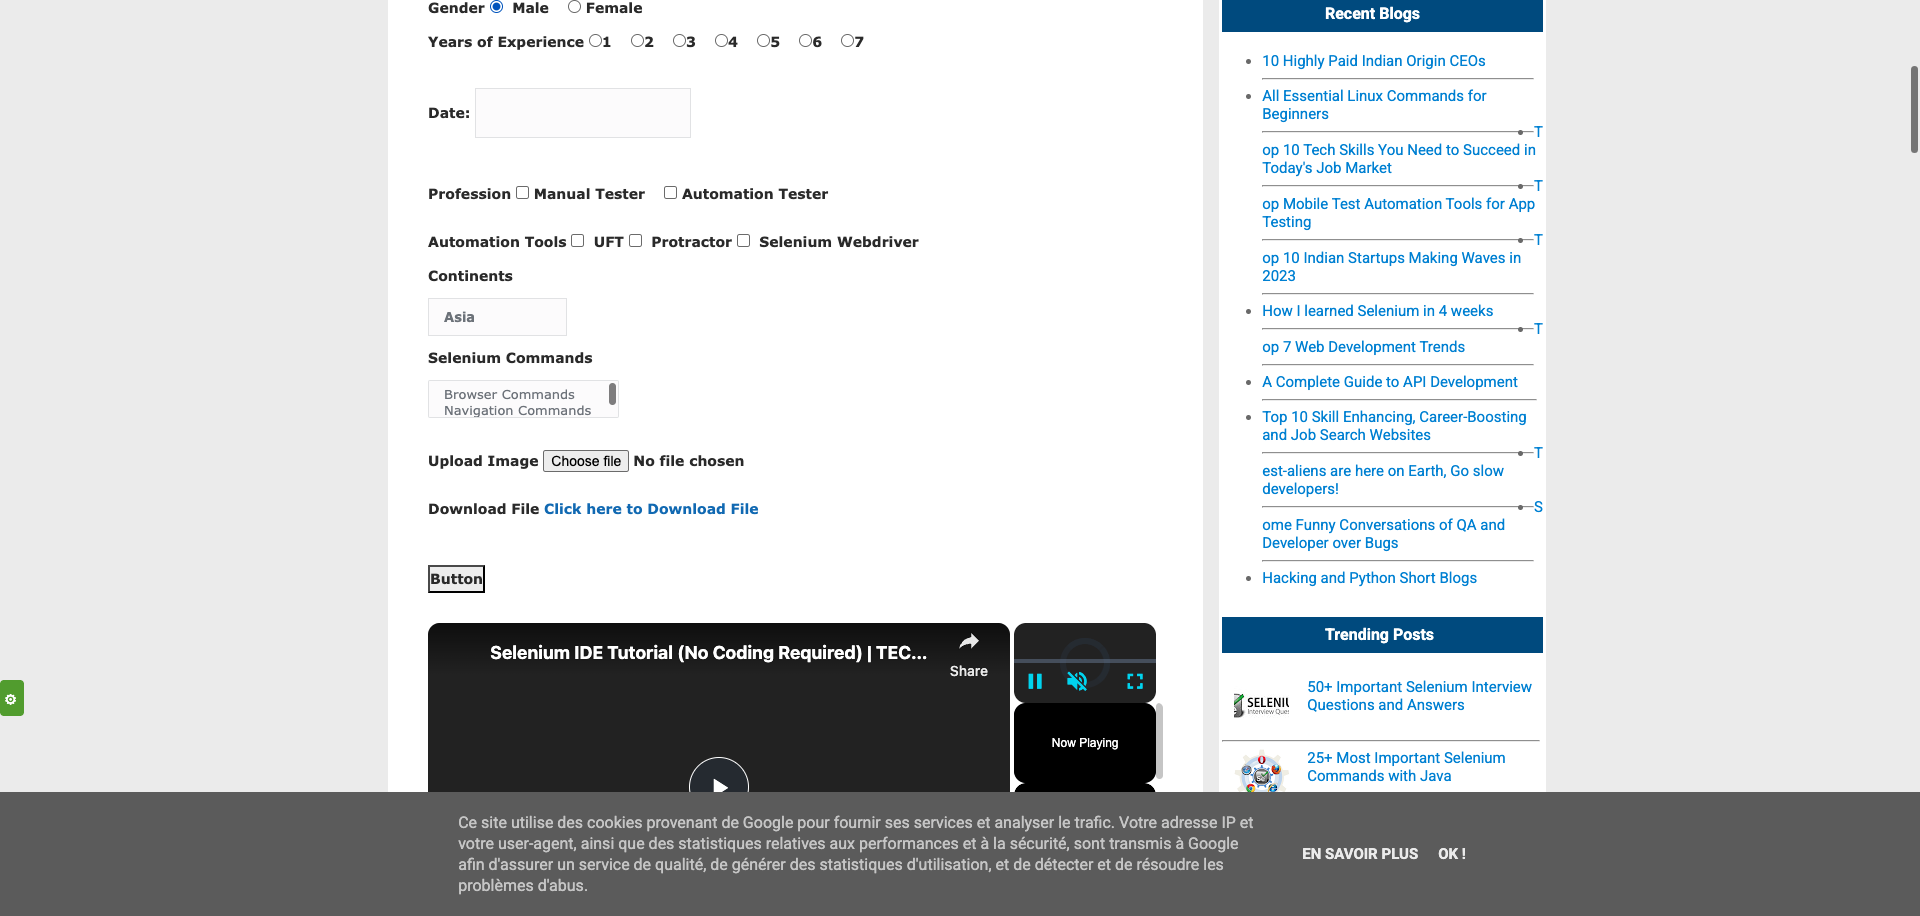 Gender Male Female
Years of Experience 1 2 3 4 5 6 7
Date:
Profession Manual Tester Automation Tester
Automation Tools UFT Protractor Selenium Webdriver
Continents
Asia
Selenium Commands
Browser Commands
Navigation Commands
Upload Image Choose file No file chosen
Download File Click here to Download File
Button
Selenium IDE Tutorial (No Coding Required) | TEC...
Share
Now Playing
Recent Blogs
10 Highly Paid Indian Origin CEOs
All Essential Linux Commands for
Beginners
T
op 10 Tech Skills You Need to Succeed in
Today's Job Market
T
op Mobile Test Automation Tools for App
Testing
T
op 10 Indian Startups Making Waves in
2023
How I learned Selenium in 4 weeks
T
op 7 Web Development Trends
A Complete Guide to API Development
Top 10 Skill Enhancing, Career-Boosting
and Job Search Websites
T
est-aliens are here on Earth, Go slow
developers!
S
ome Funny Conversations of QA and
Developer over Bugs
Hacking and Python Short Blogs
Trending Posts
50+ Important Selenium Interview
Questions and Answers
25+ Most Important Selenium
Commands with Java
Ce site utilise des cookies provenant de Google pour fournir ses services et analyser le trafic. Votre adresse IP et
votre user-agent, ainsi que des statistiques relatives aux performances et à la sécurité, sont transmis à Google
afin d'assurer un service de qualité, de générer des statistiques d'utilisation, et de détecter et de résoudre les
problèmes d'abus.
EN SAVOIR PLUS OK !